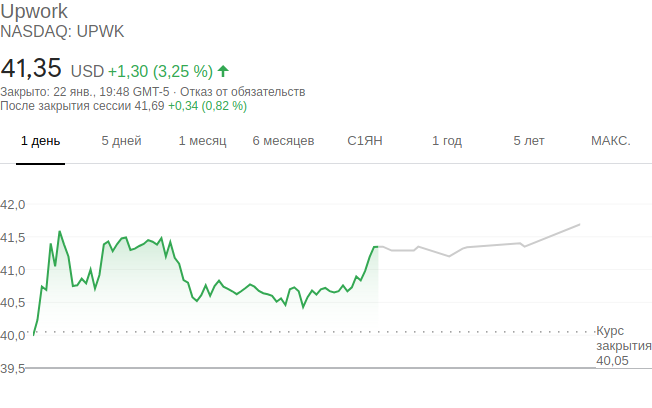 Upwork
NASDAQ: UPWK
41,35 USD +1,30 (3,25 %)
Закрыто: 22 янв., 19:48 GMT-5 · Отказ от обязательств
После закрытия сессии 41,69 +0,34 (0,82 %)
1 день 5 дней 1 месяц 6 месяцев С1ЯН 1 год 5 лет МАКС.
42,0
41,5
41,0
40,5
40,0
39,5
Курс
закрытия
40,05